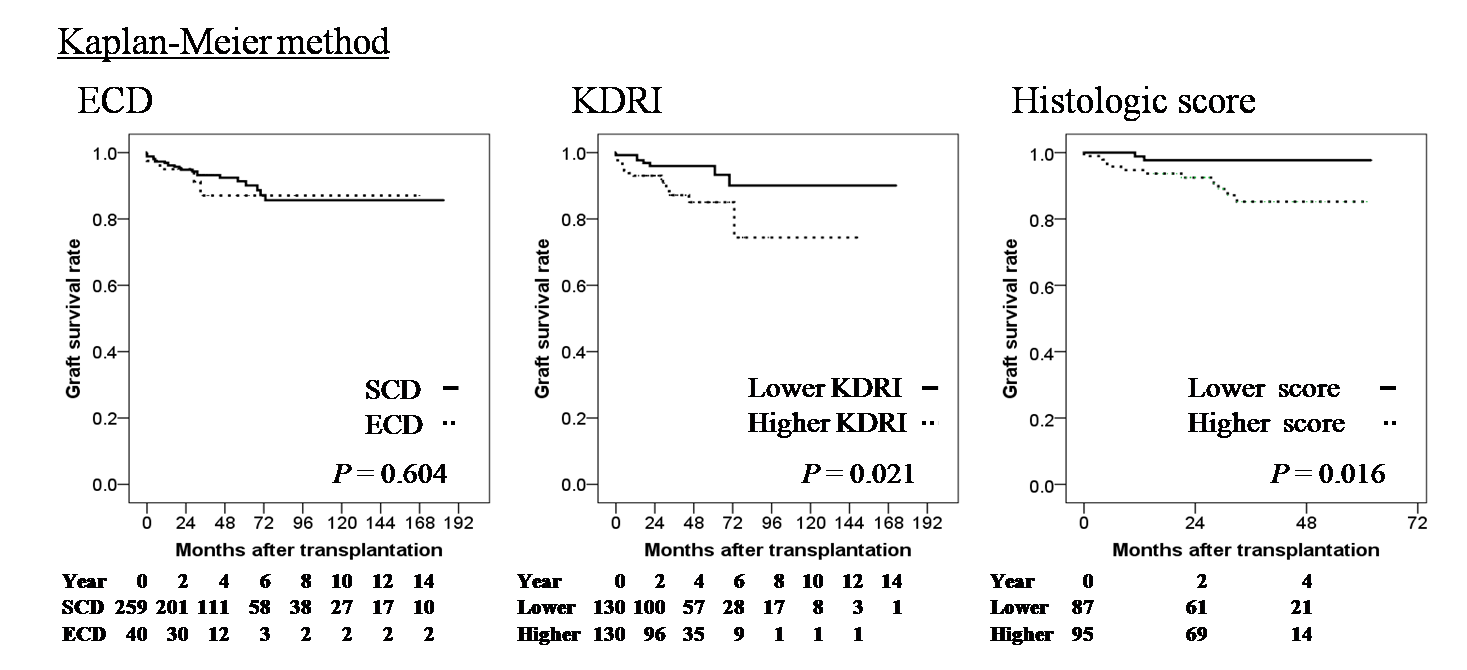 Kaplan-Meier method
ECD
KDRI
Histologic score
1.0
0.8
0.6
0.4
0.2
0.0
Graft survival rate
SCD
ECD
P = 0.604
0 24 48 72 96 120 144 168 192
Months after transplantation
1.0
0.8
0.6
0.4
0.2
0.0
Graft survival rate
Lower KDRI
Higher KDRI
P = 0.021
0 24 48 72 96 120 144 168 192
Months after transplantation
1.0
0.8
0.6
0.4
0.2
0.0
Graft survival rate
Lower score
Higher score
P = 0.016
0 24 48 72
Months after transplantation
Year 0 2 4 6 8 10 12 14
SCD 259 201 111 58 38 27 17 10
ECD 40 30 12 3 2 2 2 2
Year 0 2 4 6 8 10 12 14
Lower 130 100 57 28 17 8 3 1
Higher 130 96 35 9 1 1 1
Year 0 2 4
Lower 87 61 21
Higher 95 69 14